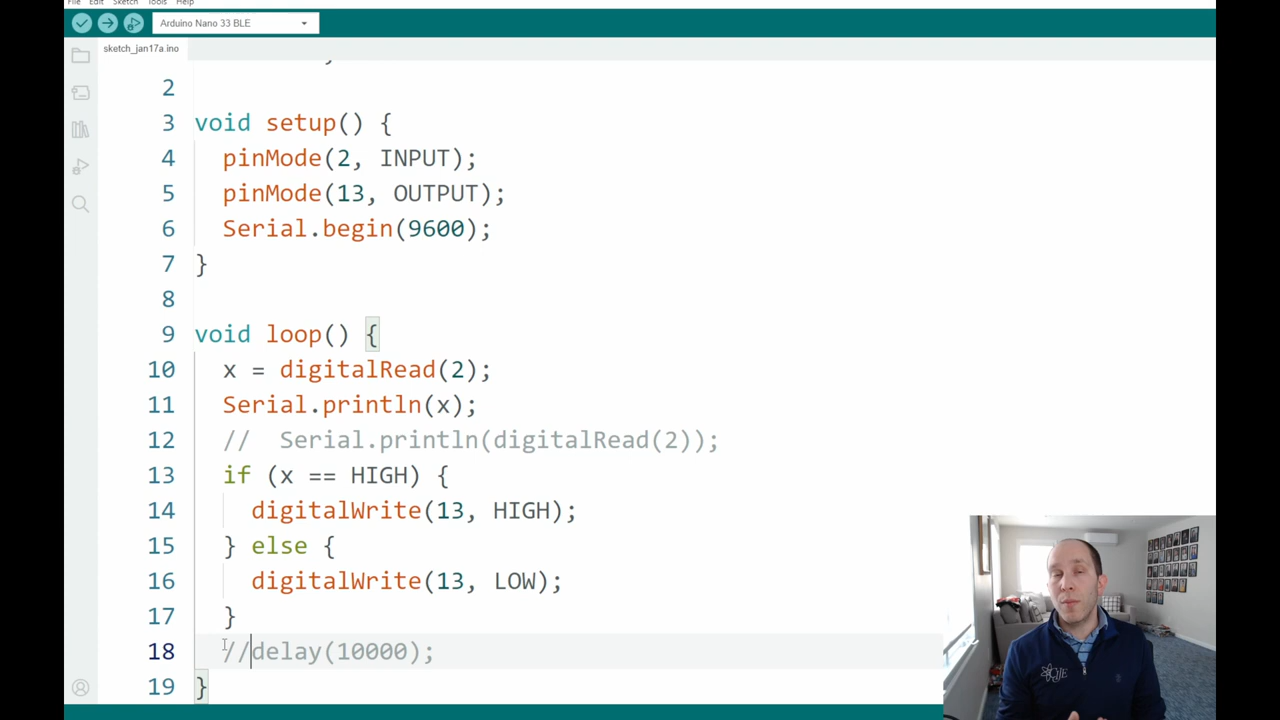 File Edit Sketch Tools Help
Arduino Nano 33 BLE
sketch_jan17a.ino
2
3 void setup() {
4 pinMode(2, INPUT);
5 pinMode(13, OUTPUT);
6 Serial.begin(9600);
7 }
8
9 void loop() {
10 x = digitalRead(2);
11 Serial.println(x);
12 //  Serial.println(digitalRead(2));
13 if (x == HIGH) {
14 digitalWrite(13, HIGH);
15 } else {
16 digitalWrite(13, LOW);
17 }
18 //delay(10000);
19 }